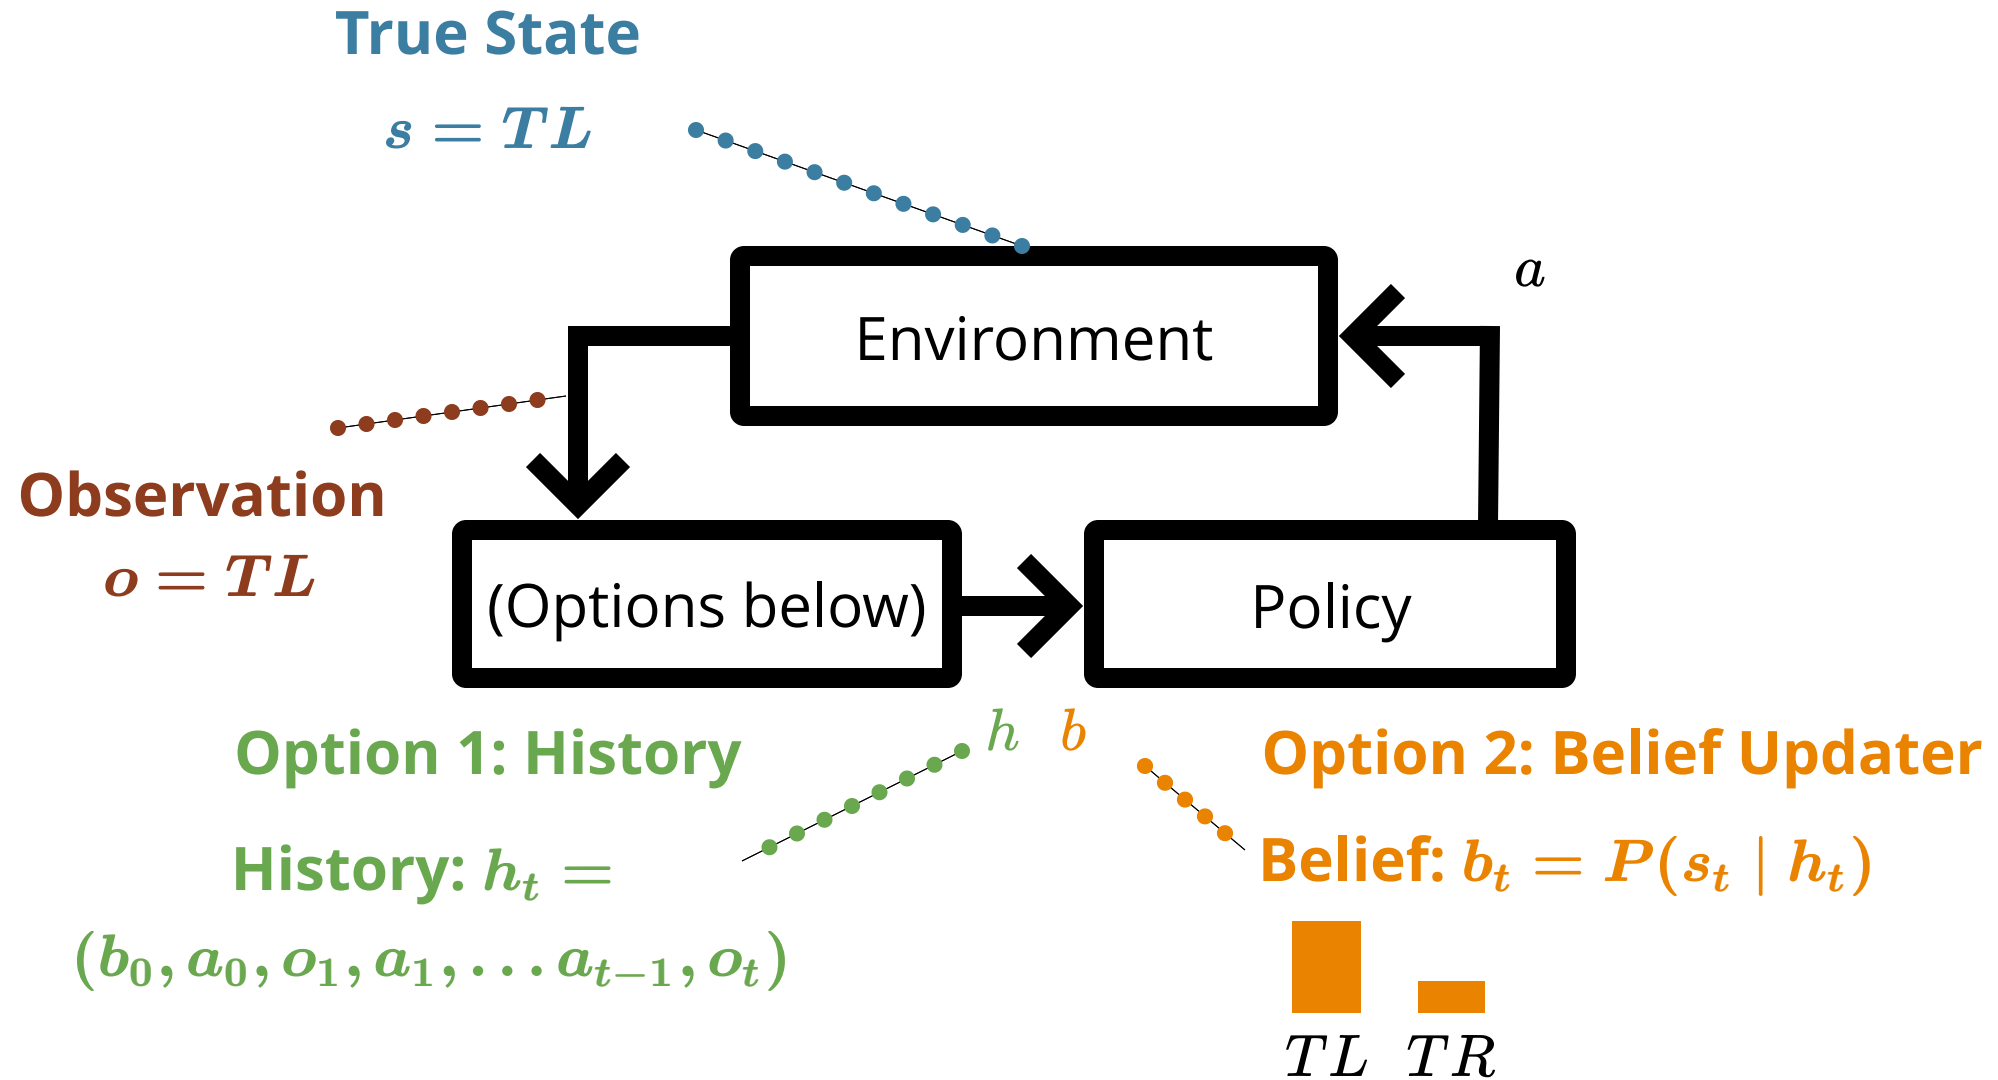 True State
s = TL
a
Environment
Observation
o = TL
(Options below)
Policy
h
b
Option 1: History
History: h_t =
(b_0, a_0, o_1, a_1, ... a_{t-1}, o_t)
Option 2: Belief Updater
Belief: b_t = P(s_t | h_t)
TL
TR